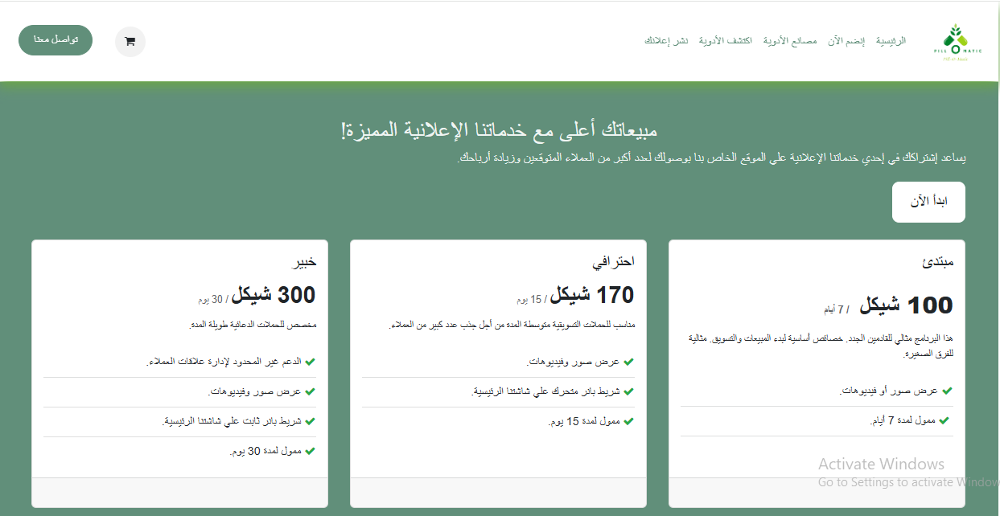 PILL O MATIC
Pill-O-Matic
الرئيسية
إنضم الآن
مصانع الأدوية
اكتشف الأدوية
نشر إعلانك
تواصل معنا
مبيعاتك أعلى مع خدماتنا الإعلانية المميزة!
يساعد إشتراكك في إحدي خدماتنا الإعلانية علي الموقع الخاص بنا بوصولك لعدد أكبر من العملاء المتوقعين وزيادة أرباحك.
ابدأ الآن
مبتدئ
100 شيكل / 7 أيام
هذا البرنامج مثالي للقادمين الجدد. خصائص أساسية لبدء المبيعات والتسويق. مثالية
للفرق الصغيرة.
عرض صور أو فيديوهات.
ممول لمدة 7 أيام.
احترافي
170 شيكل / 15 يوم
مناسب للحملات التسويقية متوسطة المدة من أجل جذب عدد كبير من العملاء.
عرض صور وفيديوهات.
شريط بانر متحرك علي شاشتنا الرئيسية.
ممول لمدة 15 يوم.
خبير
300 شيكل / 30 يوم
مخصص للحملات الدعائية طويلة المدة.
الدعم غير المحدود لإدارة علاقات العملاء.
عرض صور وفيديوهات.
شريط بانر ثابت علي شاشتنا الرئيسية.
ممول لمدة 30 يوم.
Activate Windows
Go to Settings to activate Window